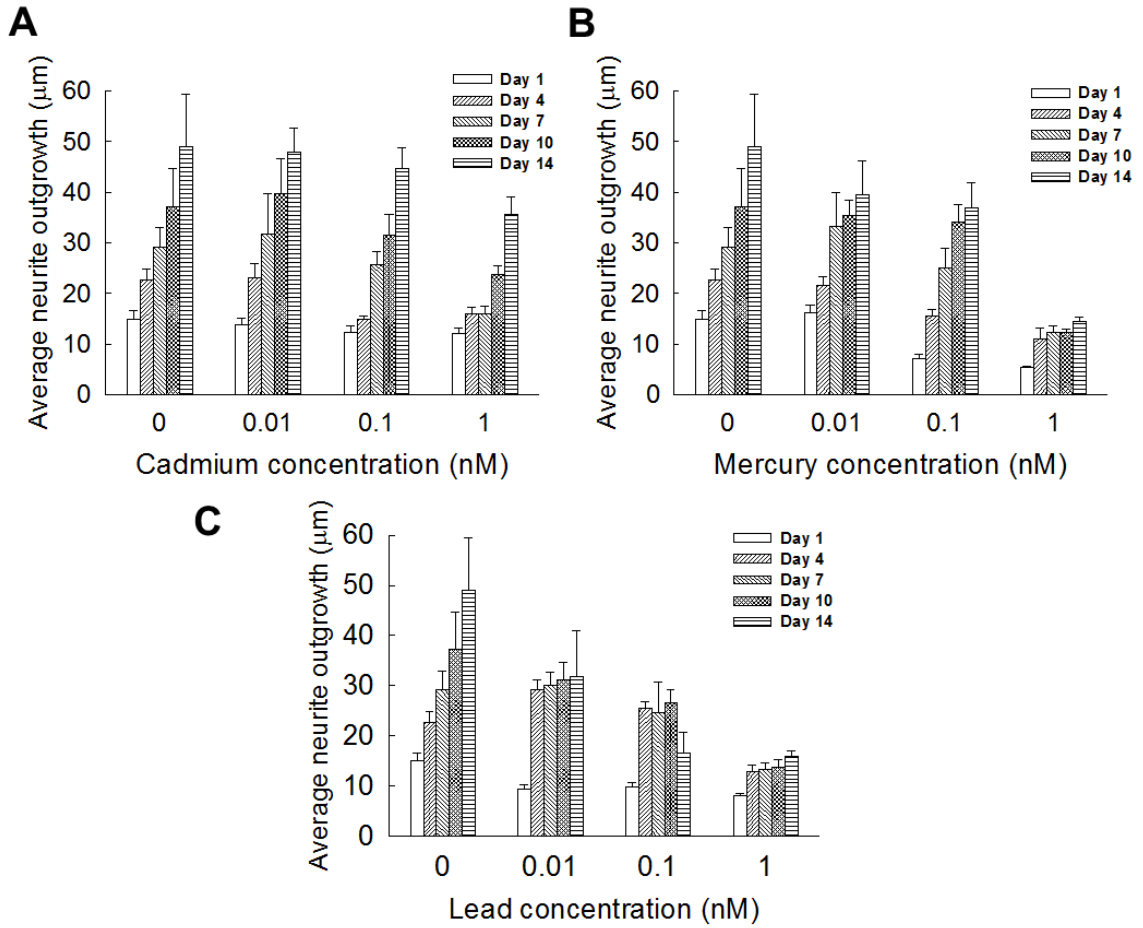 A
Average neurite outgrowth (μm)
60
50
40
30
20
10
0
Day 1
Day 4
Day 7
Day 10
Day 14
0 0.01 0.1 1
Cadmium concentration (nM)
B
Average neurite outgrowth (μm)
60
50
40
30
20
10
0
Day 1
Day 4
Day 7
Day 10
Day 14
0 0.01 0.1 1
Mercury concentration (nM)
C
Average neurite outgrowth (μm)
60
50
40
30
20
10
0
Day 1
Day 4
Day 7
Day 10
Day 14
0 0.01 0.1 1
Lead concentration (nM)